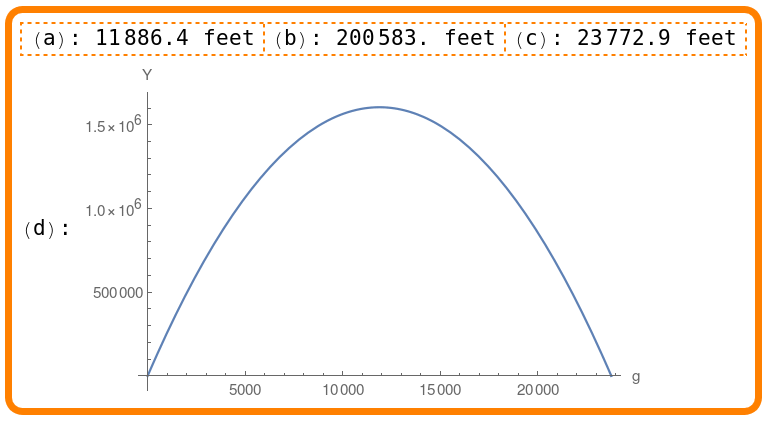 (a): 11886.4 feet (b): 200583. feet (c): 23772.9 feet
Y
1.5×10⁶
1.0×10⁶
(d):
500000
g
5000 10000 15000 20000